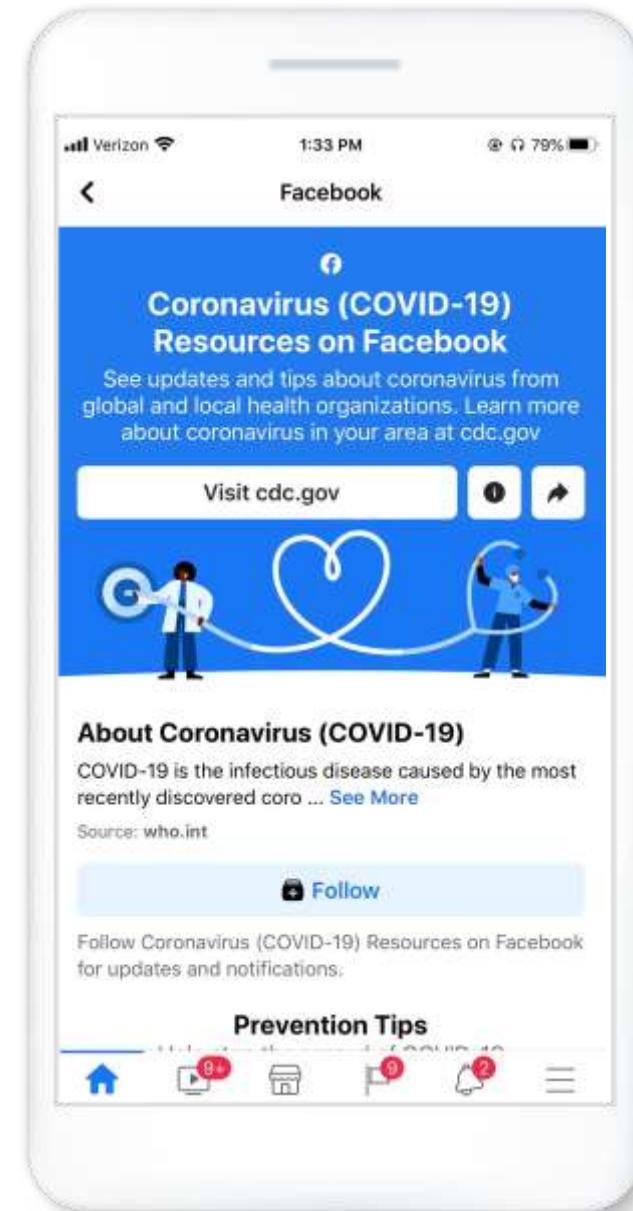 Verizon 1:33 PM 79%
Facebook
Coronavirus (COVID-19)
Resources on Facebook
See updates and tips about coronavirus from
global and local health organizations. Learn more
about coronavirus in your area at cdc.gov
Visit cdc.gov
About Coronavirus (COVID-19)
COVID-19 is the infectious disease caused by the most
recently discovered coro ... See More
Source: who.int
Follow
Follow Coronavirus (COVID-19) Resources on Facebook
for updates and notifications.
Prevention Tips
9+ 9 2